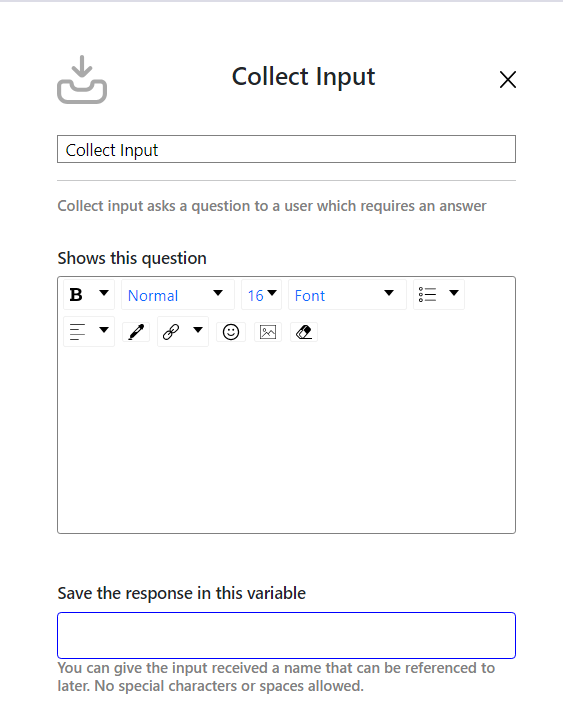 Collect Input
Collect Input
Collect input asks a question to a user which requires an answer
Shows this question
B Normal 16 Font
Save the response in this variable
You can give the input received a name that can be referenced to
later. No special characters or spaces allowed.